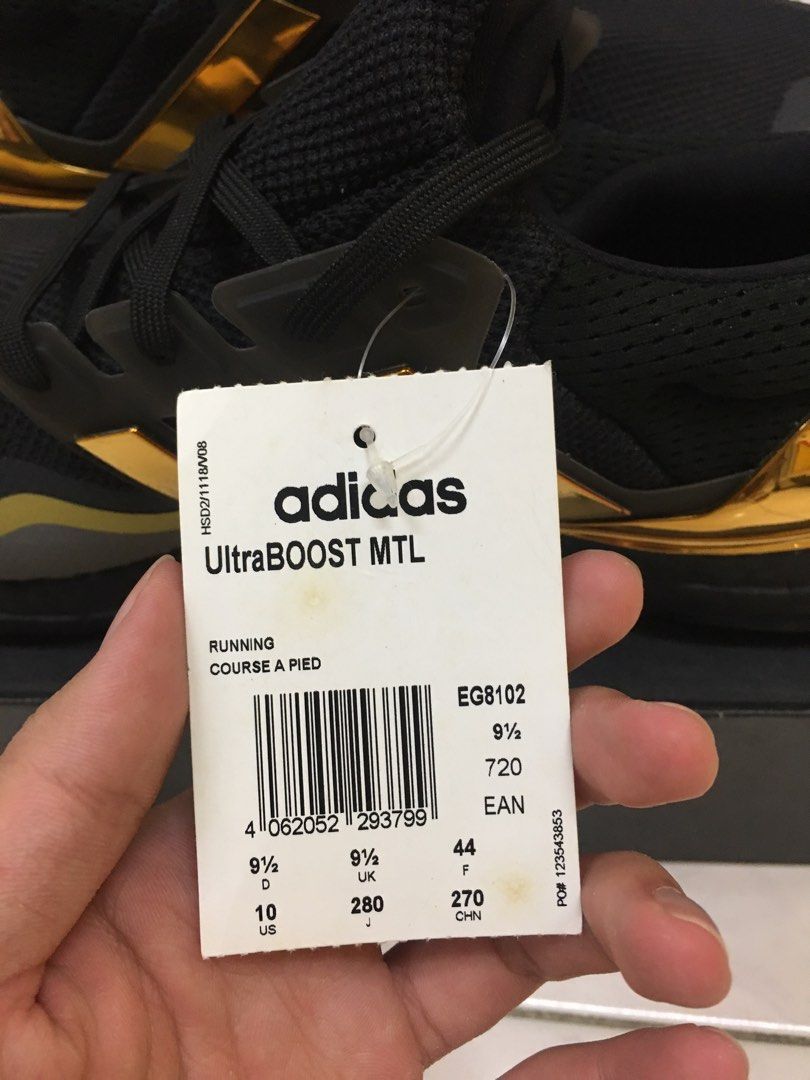 HSD2/1118/V08
adidas
UltraBOOST MTL
RUNNING
COURSE A PIED
EG8102
9½
720
EAN
4 062052 293799
9½ 9½ 44
D UK F
10 280 270
US J CHN
PO# 123543853